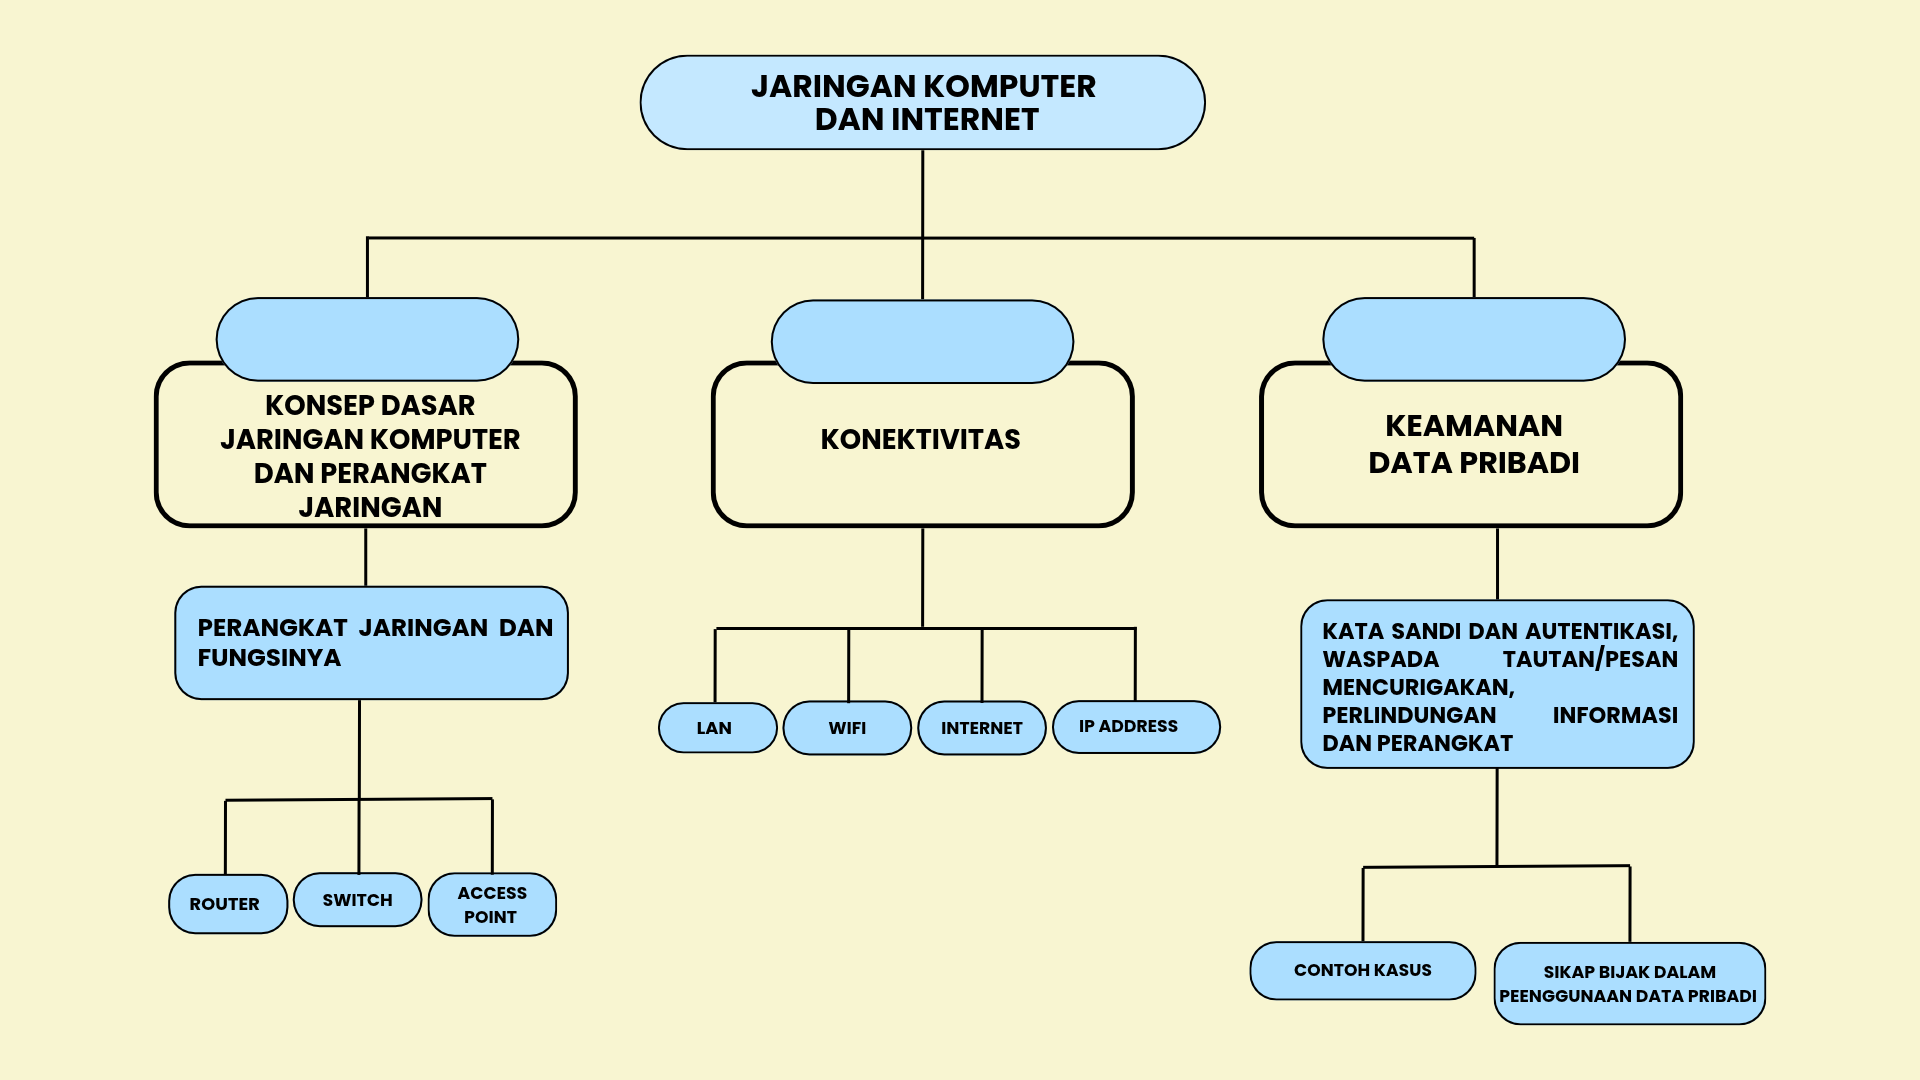 JARINGAN KOMPUTER
DAN INTERNET
KONSEP DASAR
JARINGAN KOMPUTER
DAN PERANGKAT
JARINGAN
KONEKTIVITAS
KEAMANAN
DATA PRIBADI
PERANGKAT JARINGAN DAN
FUNGSINYA
KATA SANDI DAN AUTENTIKASI,
WASPADA TAUTAN/PESAN
MENCURIGAKAN,
PERLINDUNGAN INFORMASI
DAN PERANGKAT
LAN
WIFI
INTERNET
IP ADDRESS
ROUTER
SWITCH
ACCESS
POINT
CONTOH KASUS
SIKAP BIJAK DALAM
PEENGGUNAAN DATA PRIBADI